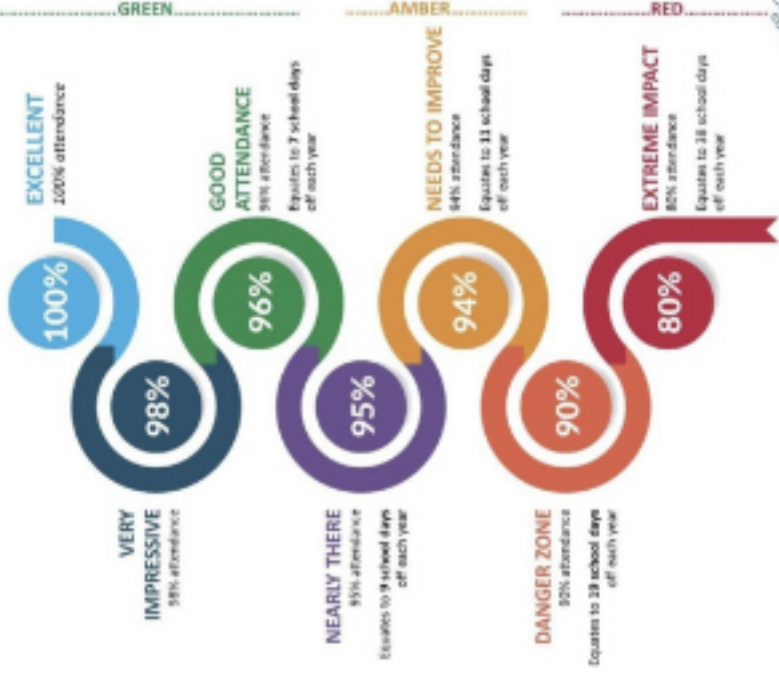 GREEN
AMBER
RED
EXCELLENT
100% attendance
100%
VERY
IMPRESSIVE
98% attendance
98%
GOOD
ATTENDANCE
96% attendance
Equates to 7 school days
off each year
96%
NEARLY THERE
95% attendance
Equates to 9 school days
off each year
95%
NEEDS TO IMPROVE
94% attendance
Equates to 11 school days
off each year
94%
DANGER ZONE
90% attendance
Equates to 19 school days
off each year
90%
EXTREME IMPACT
80% attendance
Equates to 38 school days
off each year
80%